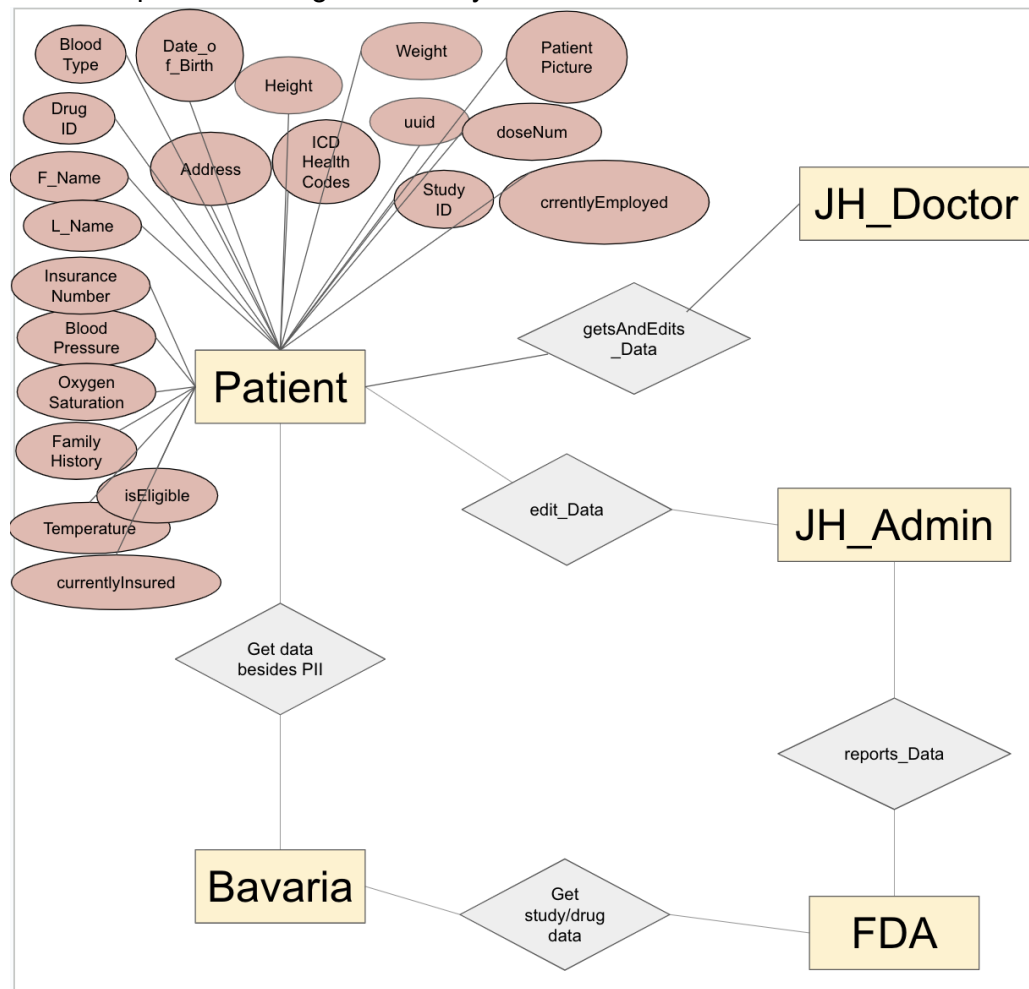 Blood
Type
Date_o
f_Birth
Height
Weight
Patient
Picture
Drug
ID
Address
ICD
Health
Codes
uuid
doseNum
F_Name
Study
ID
crrentlyEmployed
L_Name
JH_Doctor
Insurance
Number
Blood
Pressure
getsAndEdits
_Data
Oxygen
Saturation
Patient
Family
History
isEligible
Temperature
edit_Data
JH_Admin
currentlyInsured
Get data
besides PII
reports_Data
Bavaria
Get
study/drug
data
FDA